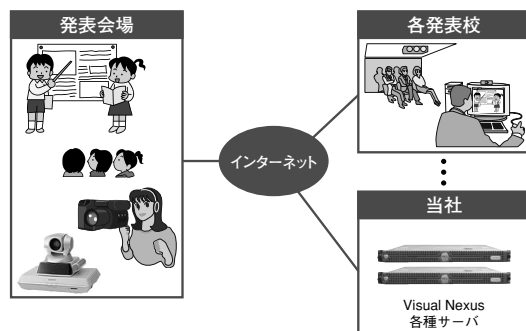 発表会場
各発表校
インターネット
当社
Visual Nexus
各種サーバ